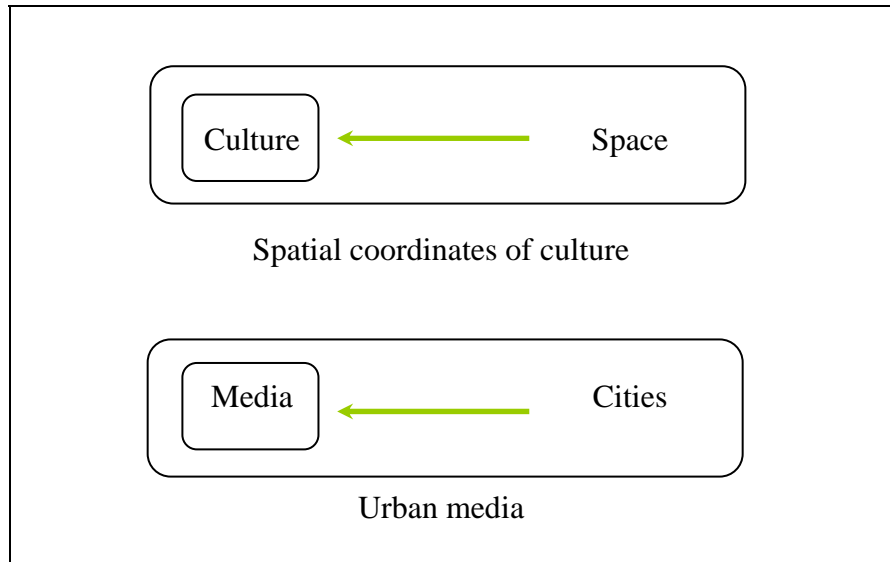 Culture Space
Spatial coordinates of culture
Media Cities
Urban media